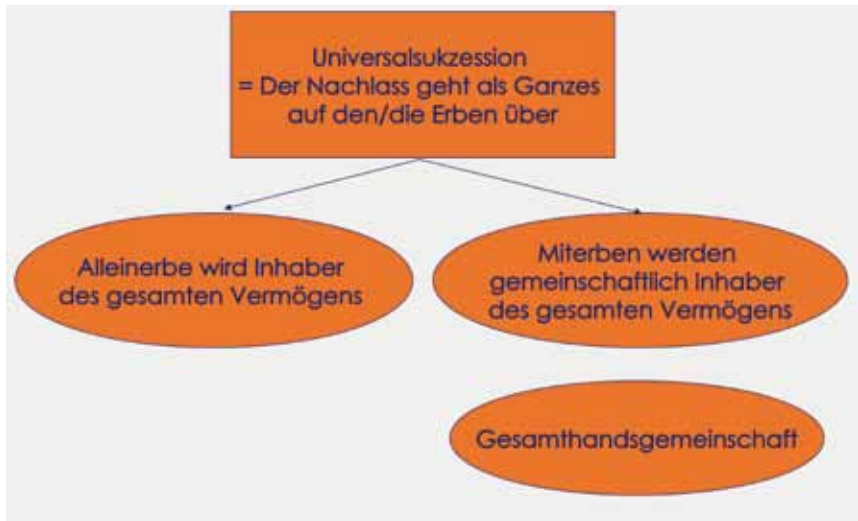 Universalsukzession
= Der Nachlass geht als Ganzes
auf den/die Erben über
Alleinerbe wird Inhaber
des gesamten Vermögens
Miterben werden
gemeinschaftlich Inhaber
des gesamten Vermögens
Gesamthandsgemeinschaft